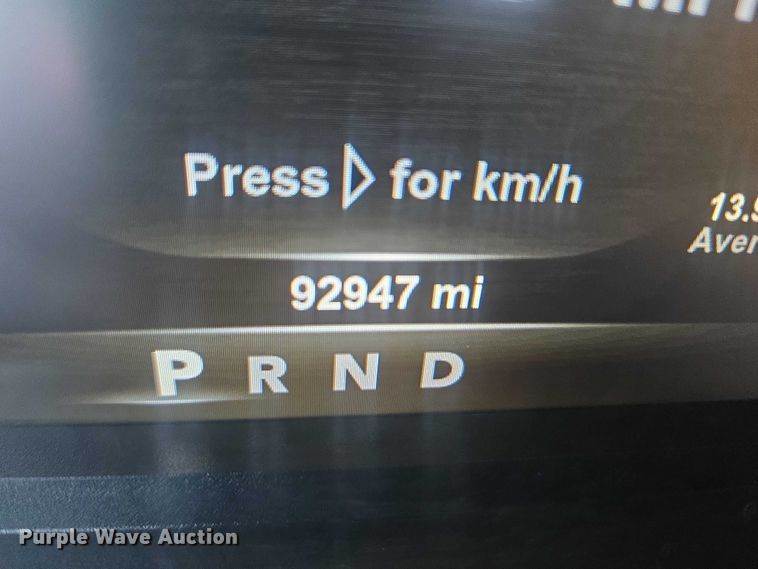 Press ▷ for km/h
92947 mi
P R N D
Purple Wave Auction